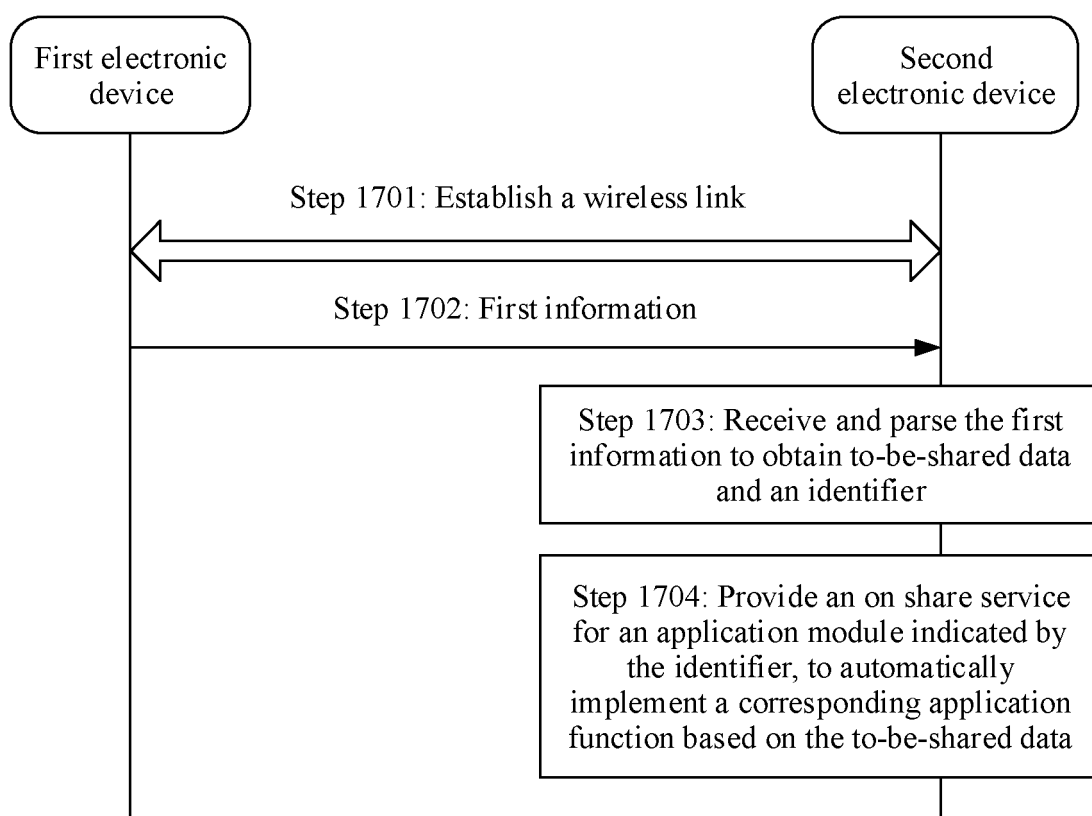 First electronic
device
Second
electronic device
Step 1701: Establish a wireless link
Step 1702: First information
Step 1703: Receive and parse the first
information to obtain to-be-shared data
and an identifier
Step 1704: Provide an on share service
for an application module indicated by
the identifier, to automatically
implement a corresponding application
function based on the to-be-shared data